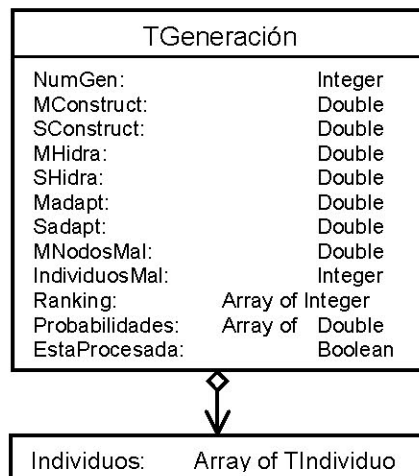 TGeneración
NumGen: Integer
MConstruct: Double
SConstruct: Double
MHidra: Double
SHidra: Double
Madapt: Double
Sadapt: Double
MNodosMal: Double
IndividuosMal: Integer
Ranking: Array of Integer
Probabilidades: Array of Double
EstaProcesada: Boolean
Individuos: Array of TIndividuo